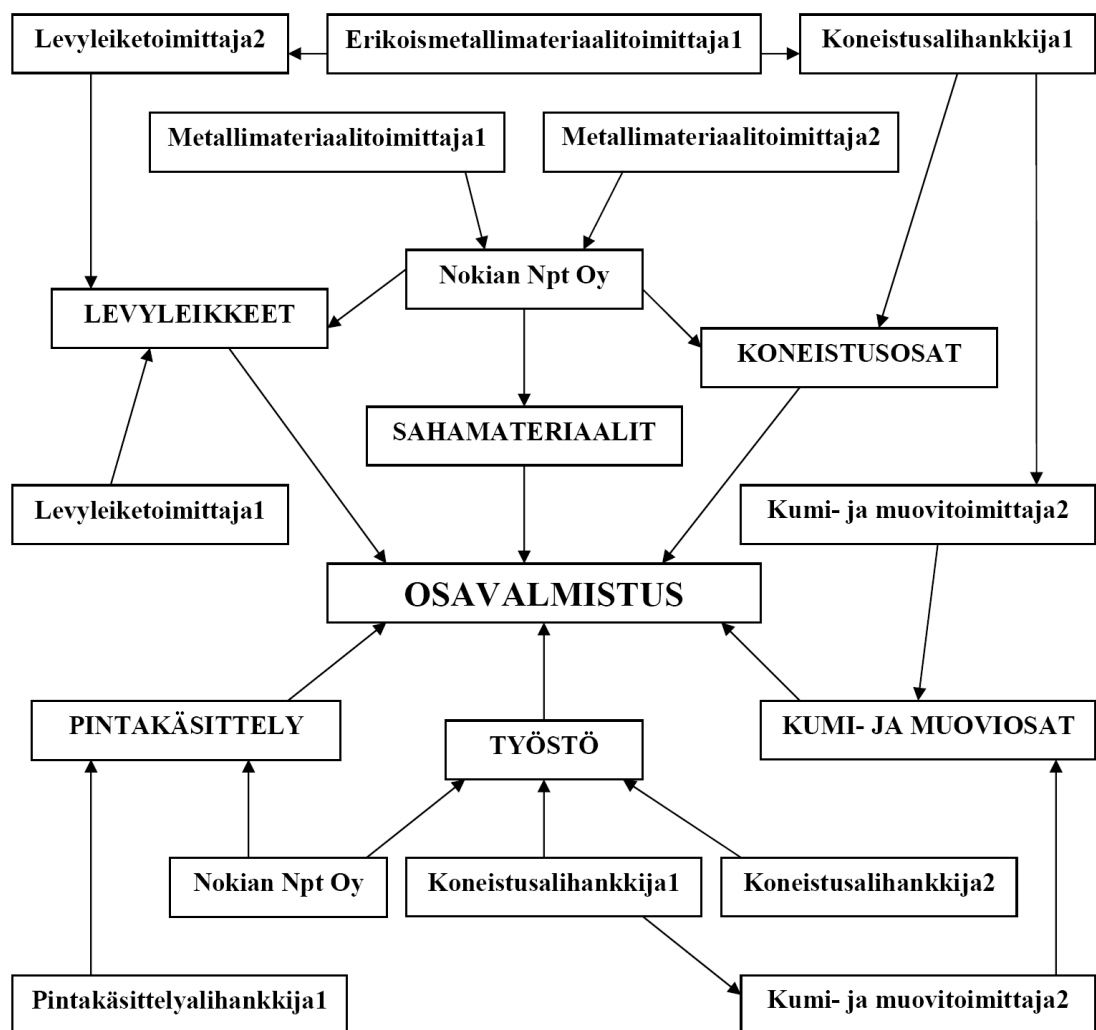 Levyleiketoimittaja2
Erikoismetallimateriaalitoimittaja1
Koneistusalihankkija1
Metallimateriaalitoimittaja1
Metallimateriaalitoimittaja2
Nokian Npt Oy
LEVYLEIKKEET
KONEISTUSOSAT
SAHAMATERIAALIT
Levyleiketoimittaja1
Kumi- ja muovitoimittaja2
OSAVALMISTUS
PINTAKÄSITTELY
TYÖSTÖ
KUMI- JA MUOVIOSAT
Nokian Npt Oy
Koneistusalihankkija1
Koneistusalihankkija2
Pintakäsittelyalihankkija1
Kumi- ja muovitoimittaja2